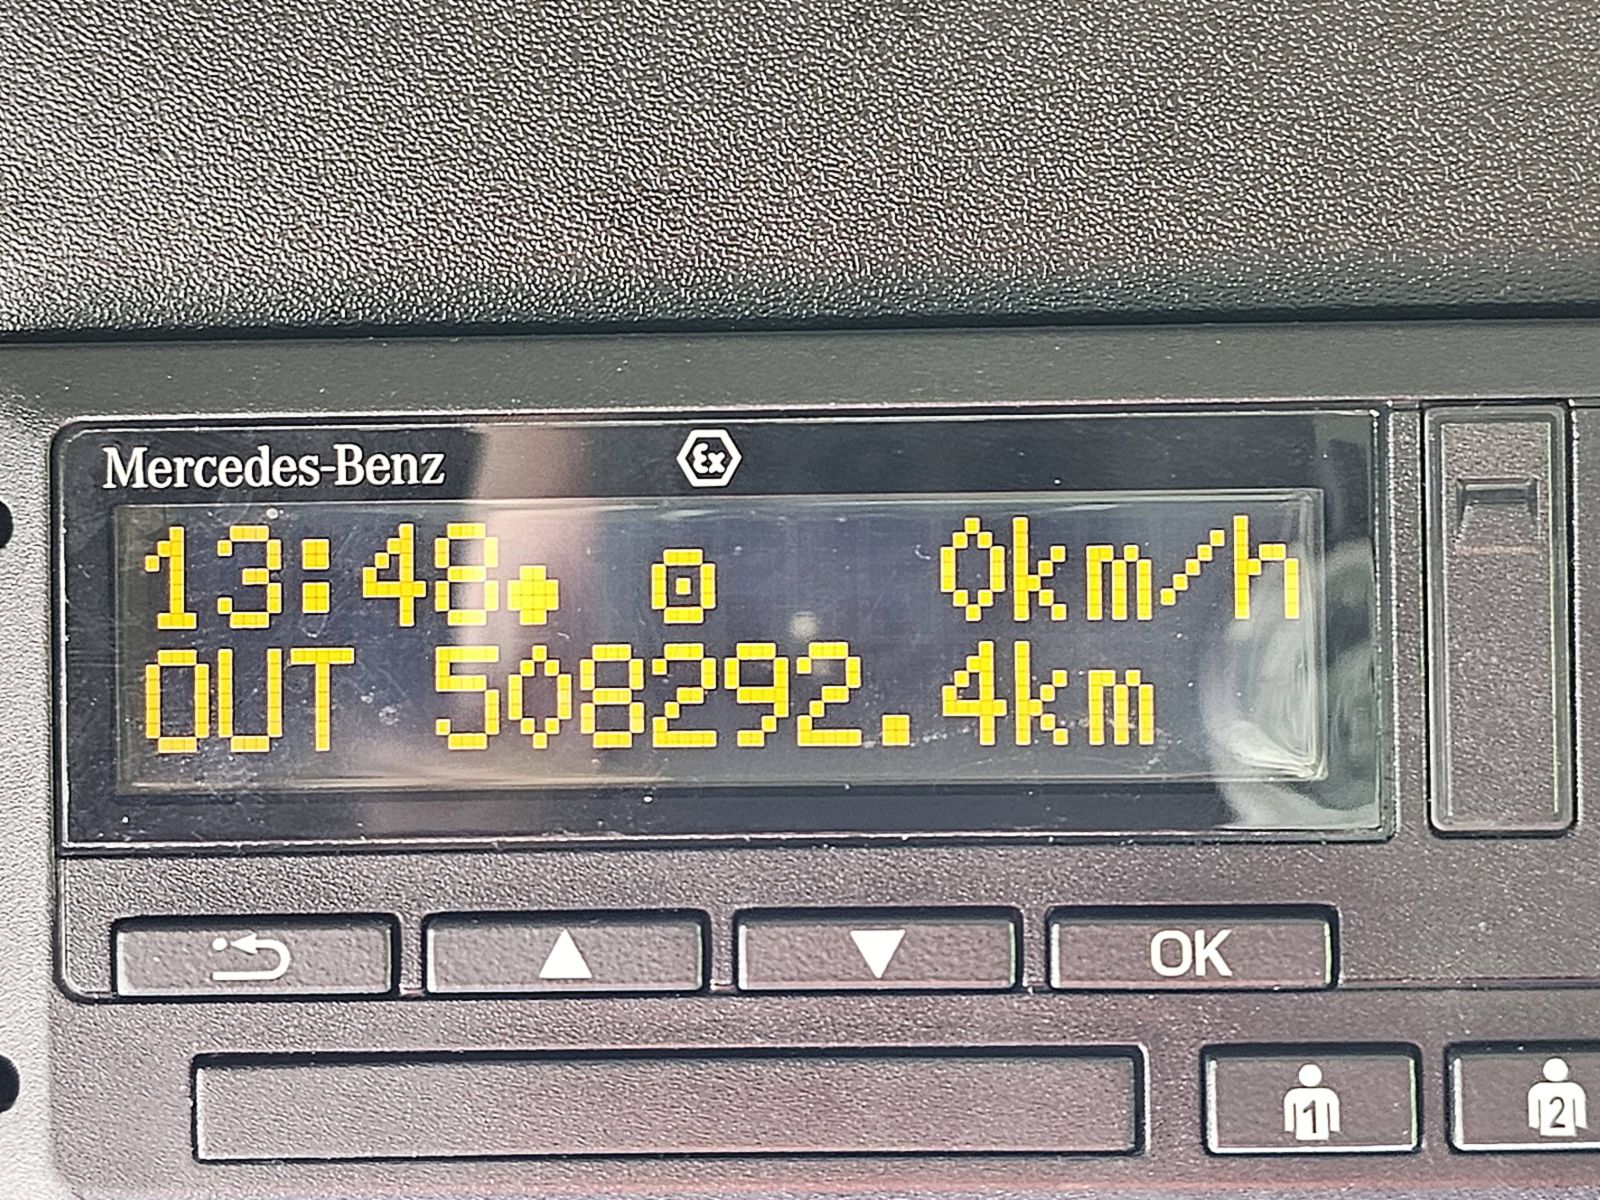 Mercedes-Benz
Ex
13:48 0km/h
OUT 508292.4km
OK
1 2